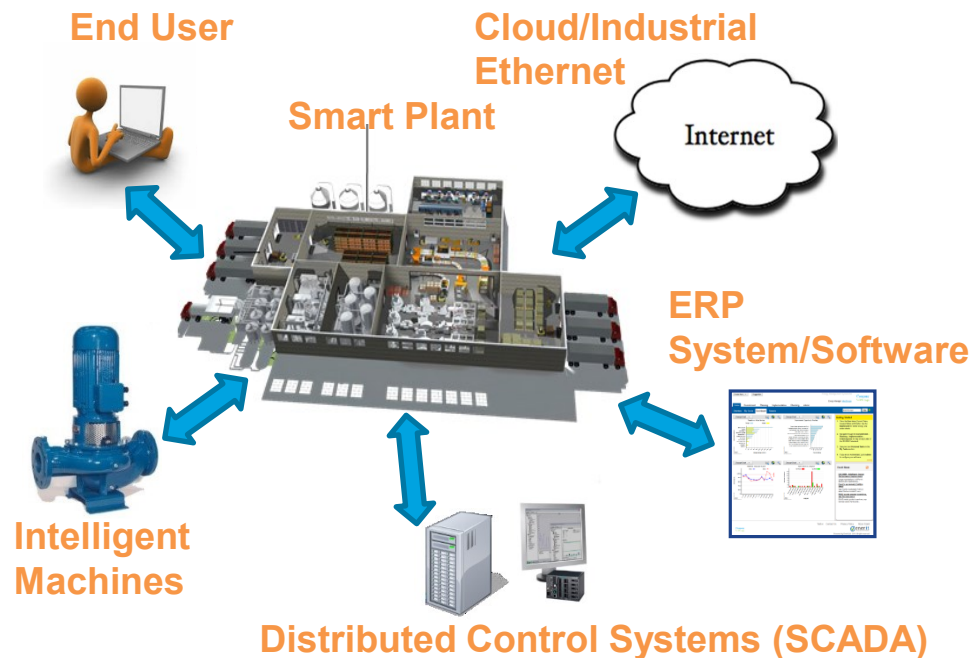 End User
Cloud/Industrial
Ethernet
Smart Plant
Internet
ERP
System/Software
Intelligent
Machines
Distributed Control Systems (SCADA)